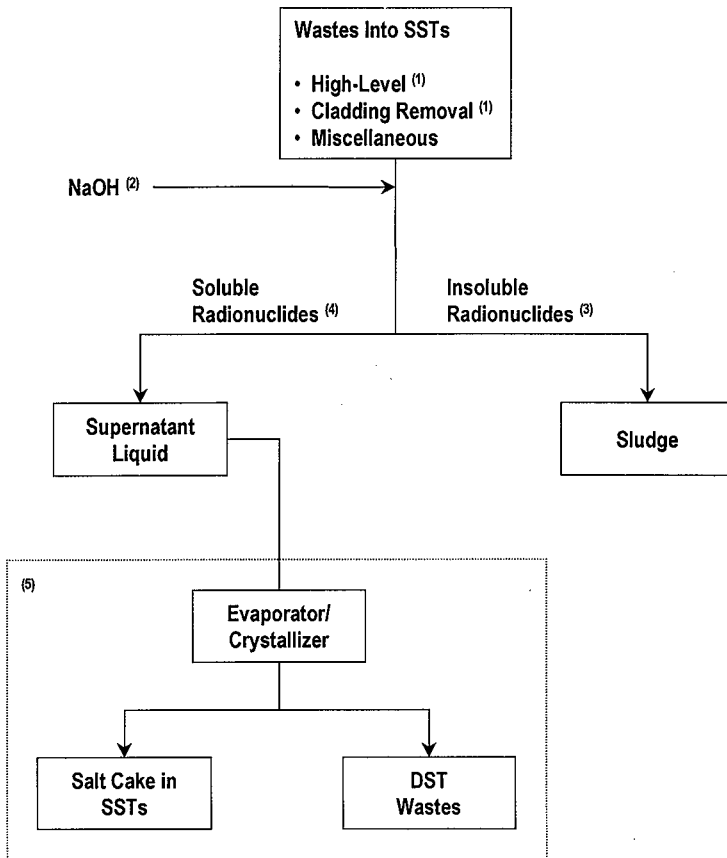 Wastes Into SSTs
• High-Level (1)
• Cladding Removal (1)
• Miscellaneous
NaOH (2)
Soluble
Radionuclides (4)
Insoluble
Radionuclides (3)
Supernatant
Liquid
Sludge
(5)
Evaporator/
Crystallizer
Salt Cake in
SSTs
DST
Wastes